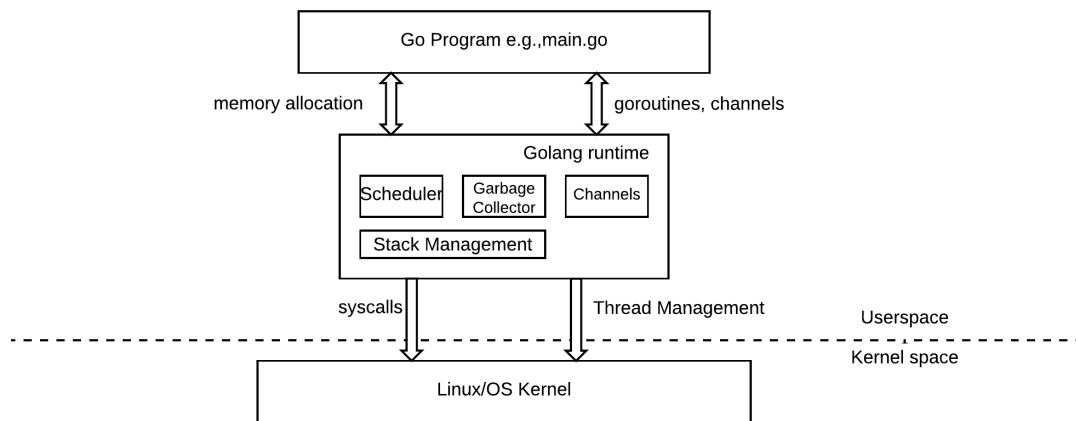 Go Program e.g.,main.go
memory allocation
goroutines, channels
Golang runtime
Scheduler
Garbage
Collector
Channels
Stack Management
syscalls
Thread Management
Userspace
Kernel space
Linux/OS Kernel